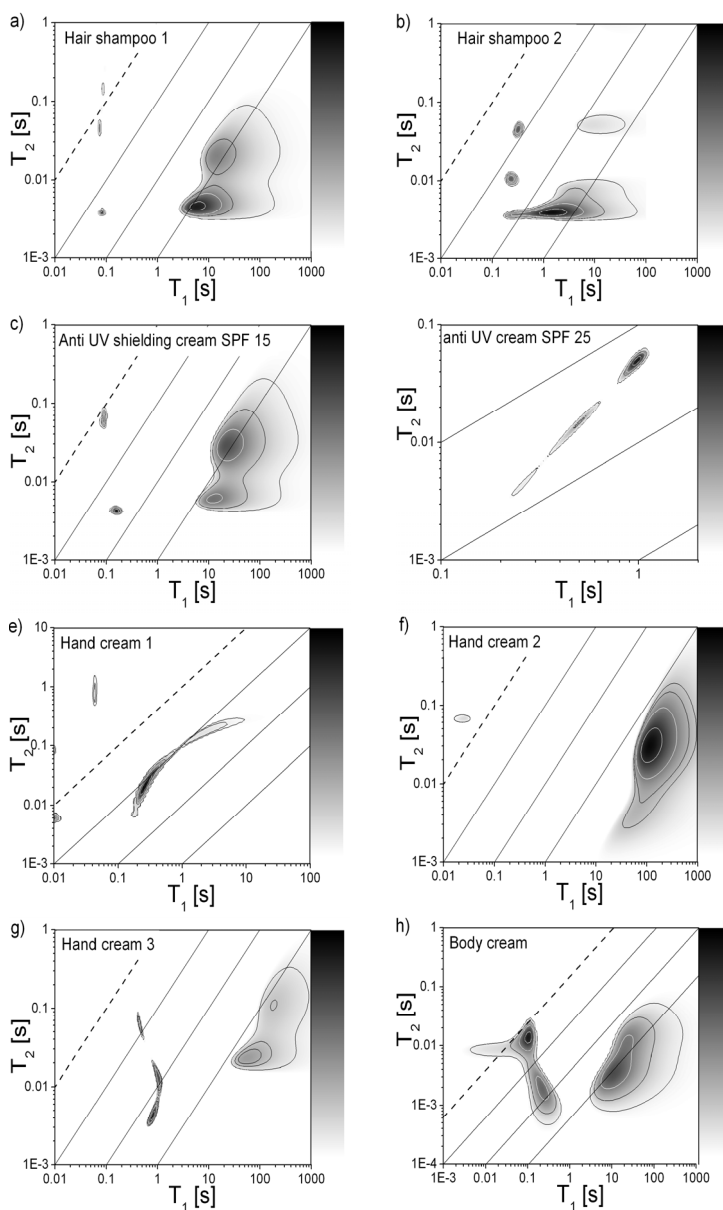 a)
Hair shampoo 1
T2 [s]
1
0.1
0.01
1E-3
0.01 0.1 1 10 100 1000
T1 [s]
b)
Hair shampoo 2
T2 [s]
1
0.1
0.01
1E-3
0.01 0.1 1 10 100 1000
T1 [s]
c)
Anti UV shielding cream SPF 15
T2 [s]
1
0.1
0.01
1E-3
0.01 0.1 1 10 100 1000
T1 [s]
anti UV cream SPF 25
T2 [s]
0.1
0.01
1E-3
0.1 1
T1 [s]
e)
Hand cream 1
T2 [s]
10
1
0.1
0.01
1E-3
0.1 1 10 100
T1 [s]
f)
Hand cream 2
T2 [s]
1
0.1
0.01
1E-3
0.01 0.1 1 10 100 1000
T1 [s]
g)
Hand cream 3
T2 [s]
1
0.1
0.01
1E-3
0.01 0.1 1 10 100 1000
T1 [s]
h)
Body cream
T2 [s]
1
0.1
0.01
1E-3
1E-4
1E-3 0.01 0.1 1 10 100 1000
T1 [s]